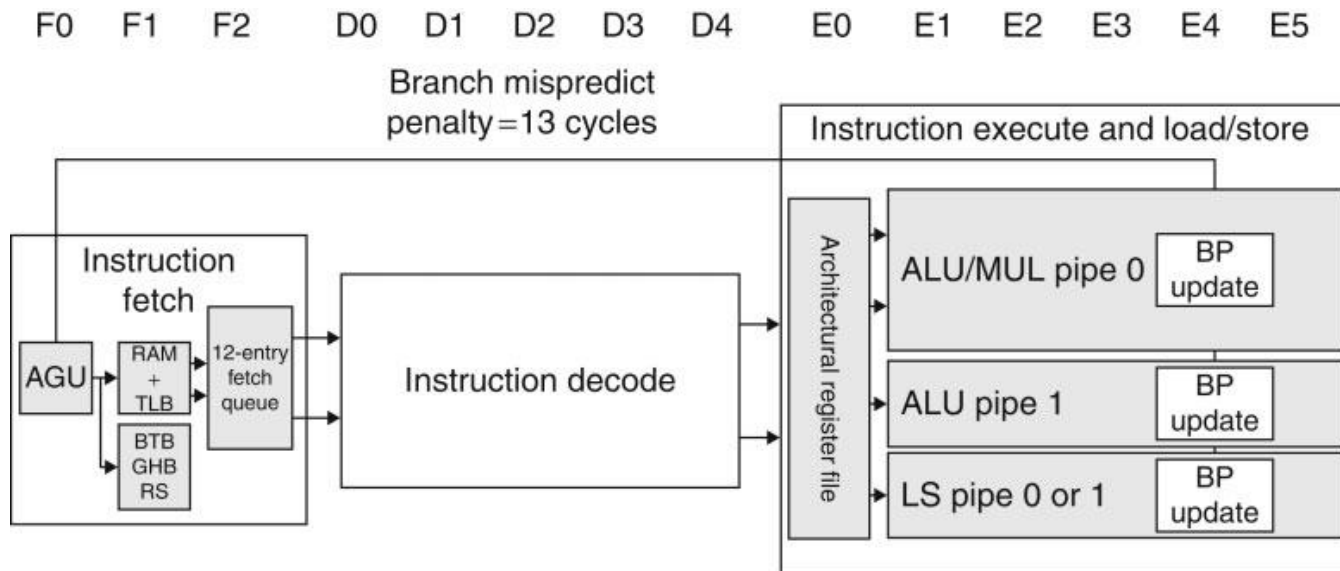 F0 F1 F2 D0 D1 D2 D3 D4 E0 E1 E2 E3 E4 E5
Branch mispredict
penalty=13 cycles
Instruction execute and load/store
Instruction
fetch
AGU
RAM
+
TLB
BTB
GHB
RS
12-entry
fetch
queue
Instruction decode
Architectural register file
ALU/MUL pipe 0
BP
update
ALU pipe 1
BP
update
LS pipe 0 or 1
BP
update